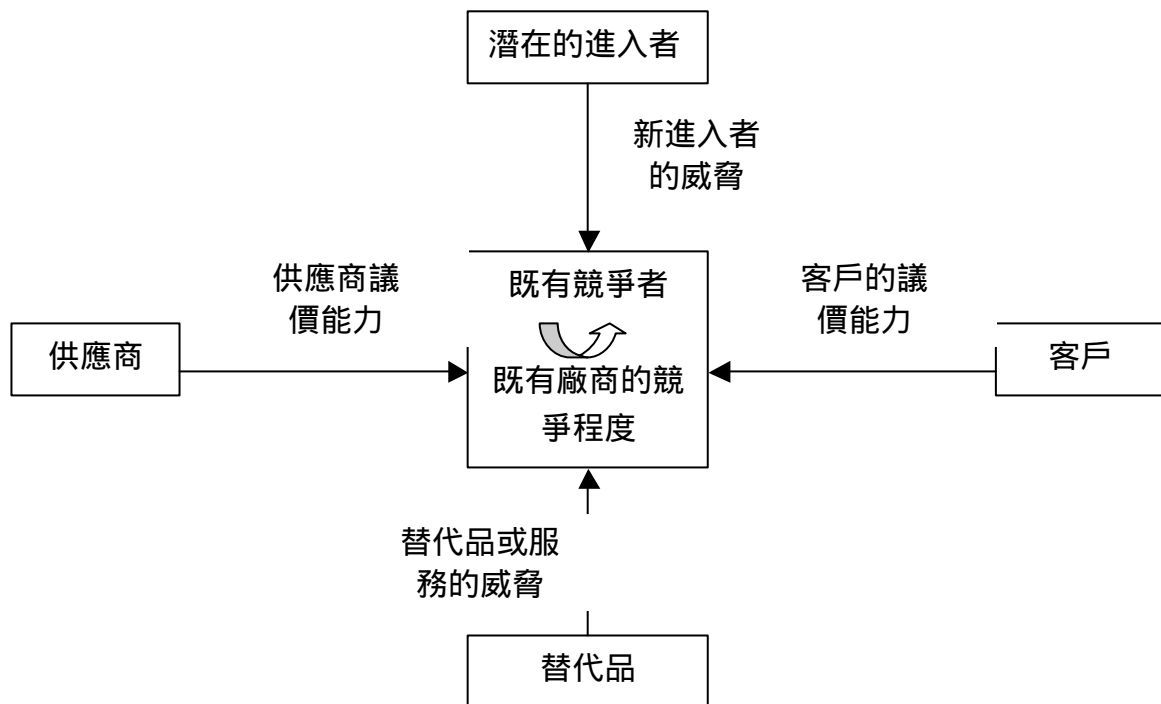 潛在的進入者
新進入者
的威脅
供應商議
價能力
既有競爭者
客戶的議
價能力
供應商
既有廠商的競
爭程度
客戶
替代品或服
務的威脅
替代品